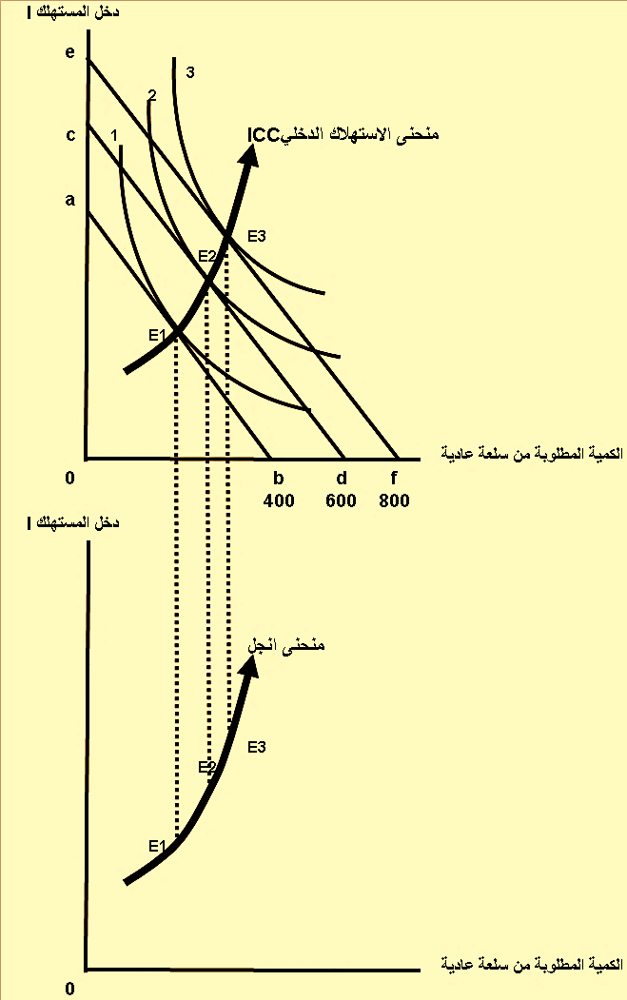 دخل المستهلك I
e
3
2
c
1
منحنى الاستهلاك الدخليICC
a
E3
E2
E1
الكمية المطلوبة من سلعة عادية
0
b
d
f
400
600
800
دخل المستهلك I
منحنى انجل
E3
E2
E1
الكمية المطلوبة من سلعة عادية
0